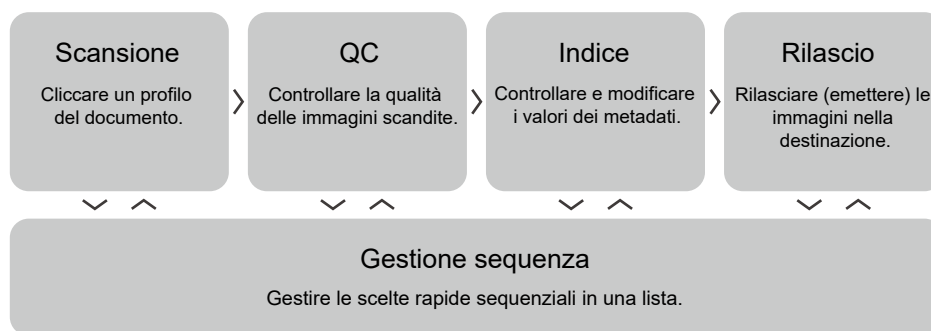 Scansione
Cliccare un profilo
del documento.
QC
Controllare la qualità
delle immagini scandite.
Indice
Controllare e modificare
i valori dei metadati.
Rilascio
Rilasciare (emettere) le
immagini nella
destinazione.
Gestione sequenza
Gestire le scelte rapide sequenziali in una lista.